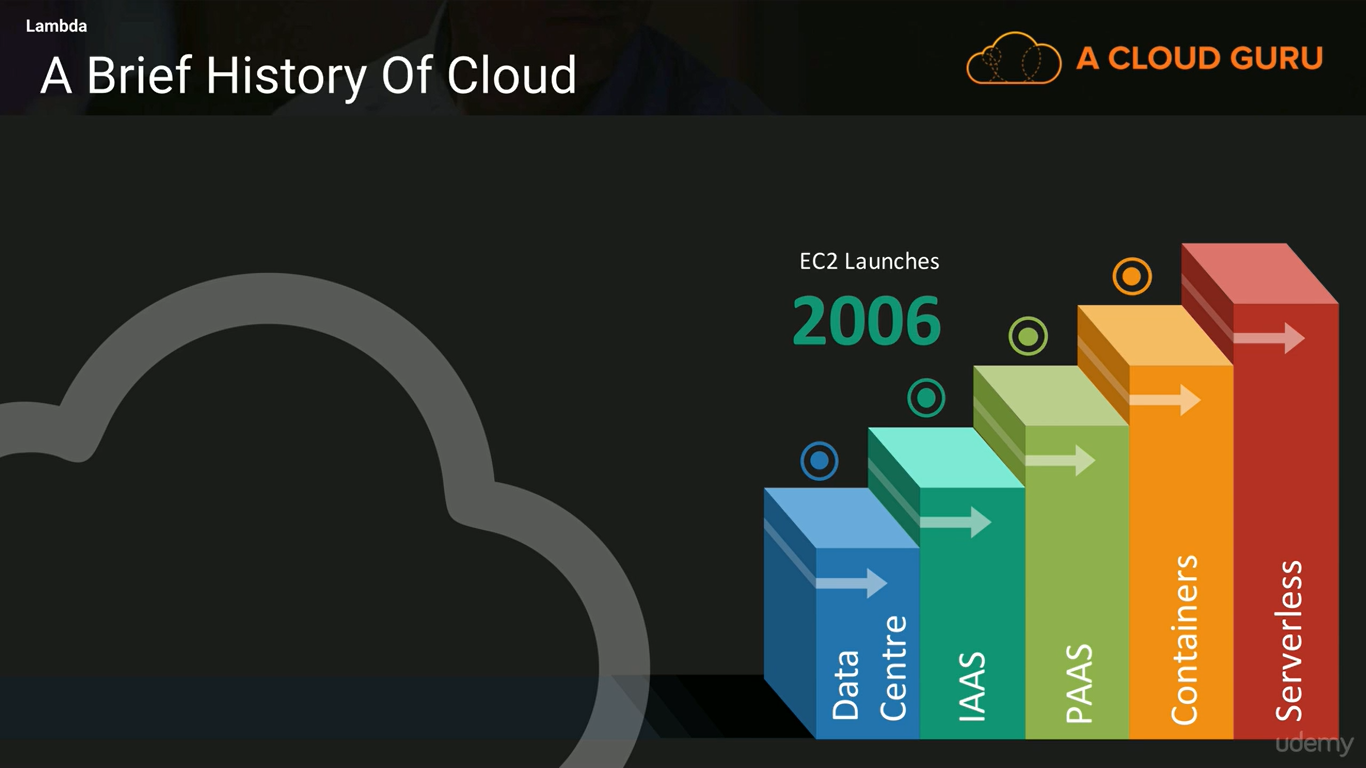 Lambda
A Brief History Of Cloud
A CLOUD GURU
EC2 Launches
2006
Data
Centre
IAAS
PAAS
Containers
Serverless
udemy